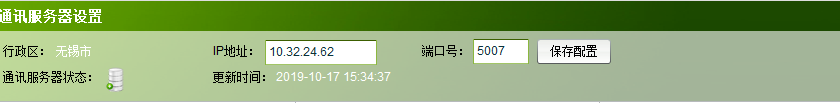 通讯服务器设置
行政区： 无锡市 IP地址： 10.32.24.62 端口号： 5007 保存配置
通讯服务器状态： 更新时间： 2019-10-17 15:34:37